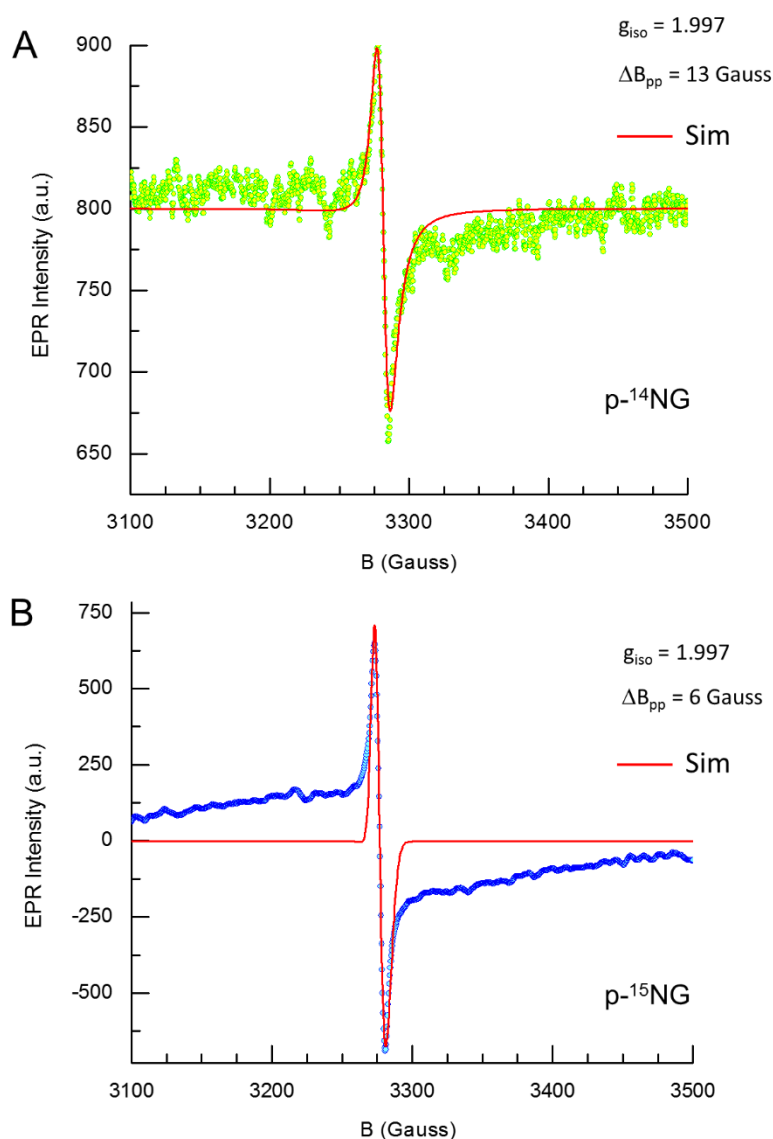 A
g_iso = 1.997
ΔB_pp = 13 Gauss
Sim
900
850
800
750
700
650
EPR Intensity (a.u.)
p-¹⁴NG
3100 3200 3300 3400 3500
B (Gauss)
B
g_iso = 1.997
ΔB_pp = 6 Gauss
Sim
750
500
250
0
-250
-500
EPR Intensity (a.u.)
p-¹⁵NG
3100 3200 3300 3400 3500
B (Gauss)